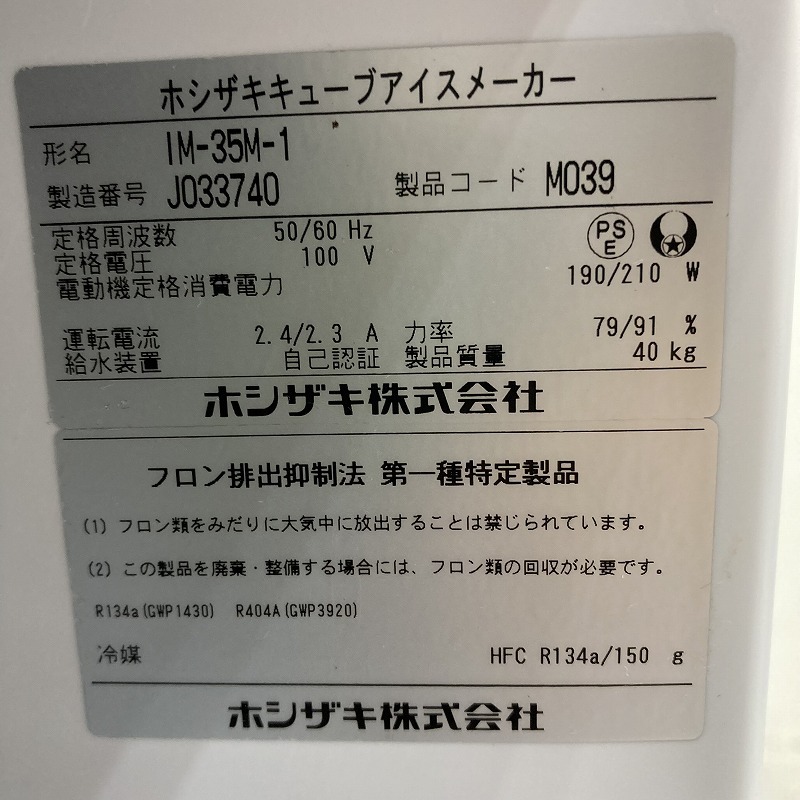 ホシザキキューブアイスメーカー
形名 IM-35M-1
製造番号 J033740 製品コード M039
定格周波数 50/60 Hz
PS
E
定格電圧 100 V
電動機定格消費電力 190/210 W
運転電流 2.4/2.3 A 力率 79/91 %
給水装置 自己認証 製品質量 40 kg
ホシザキ株式会社
フロン排出抑制法 第一種特定製品
(1) フロン類をみだりに大気中に放出することは禁じられています。
(2) この製品を廃棄・整備する場合には、フロン類の回収が必要です。
R134a(GWP1430) R404A(GWP3920)
冷媒 HFC R134a/150 g
ホシザキ株式会社